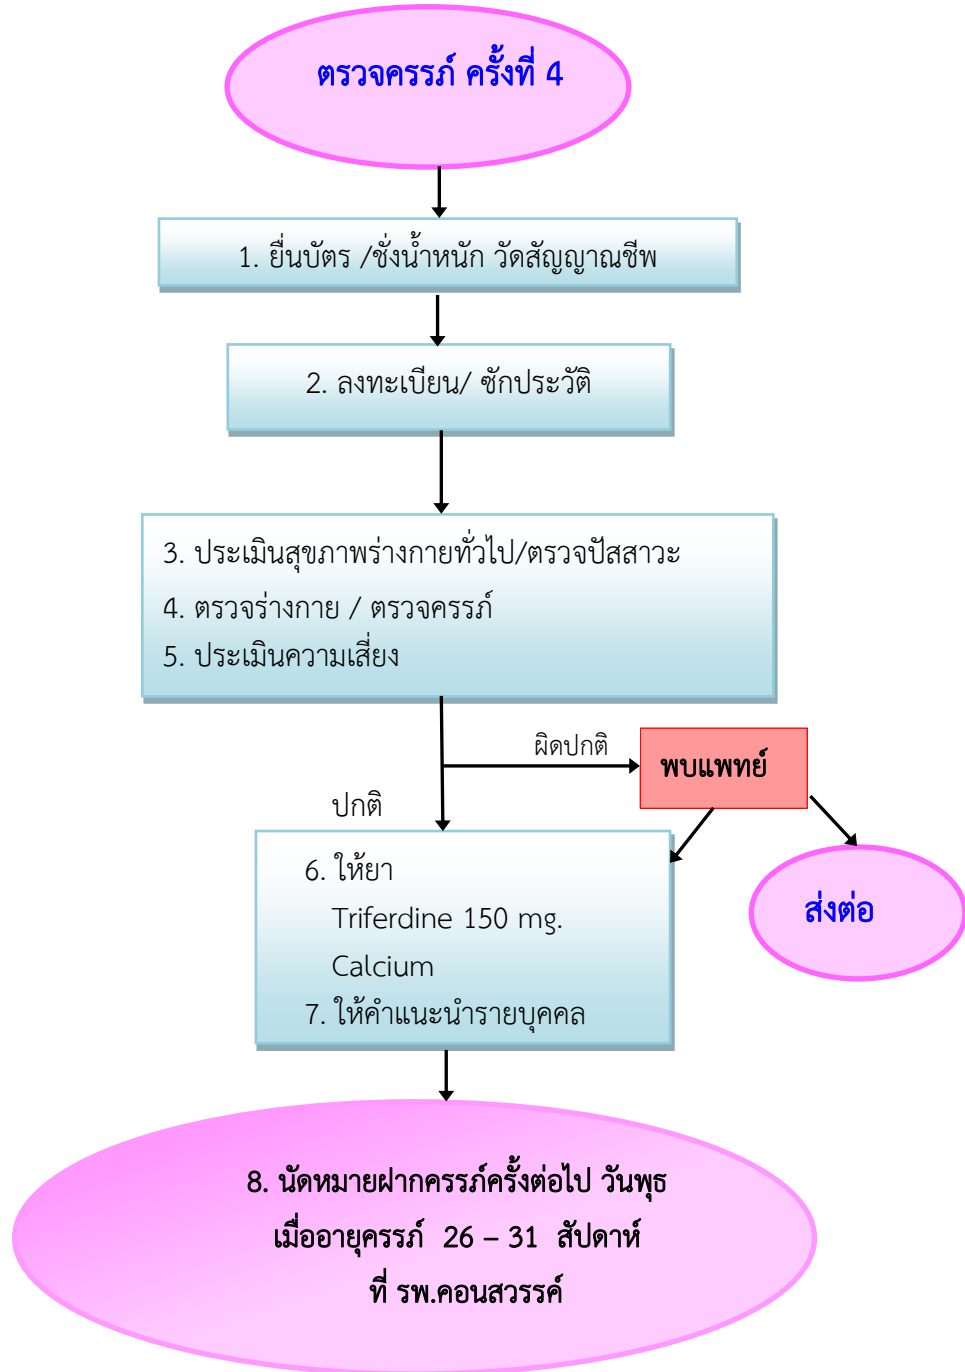 ตรวจครรภ์ ครั้งที่ 4
1. ยื่นบัตร /ชั่งน้ำหนัก วัดสัญญาณชีพ
2. ลงทะเบียน/ ซักประวัติ
3. ประเมินสุขภาพร่างกายทั่วไป/ตรวจปัสสาวะ
4. ตรวจร่างกาย / ตรวจครรภ์
5. ประเมินความเสี่ยง
ผิดปกติ
พบแพทย์
ปกติ
6. ให้ยา
Triferdine 150 mg.
Calcium
7. ให้คำแนะนำรายบุคคล
ส่งต่อ
8. นัดหมายฝากครรภ์ครั้งต่อไป วันพุธ
เมื่ออายุครรภ์ 26 – 31 สัปดาห์
ที่ รพ.คอนสวรรค์